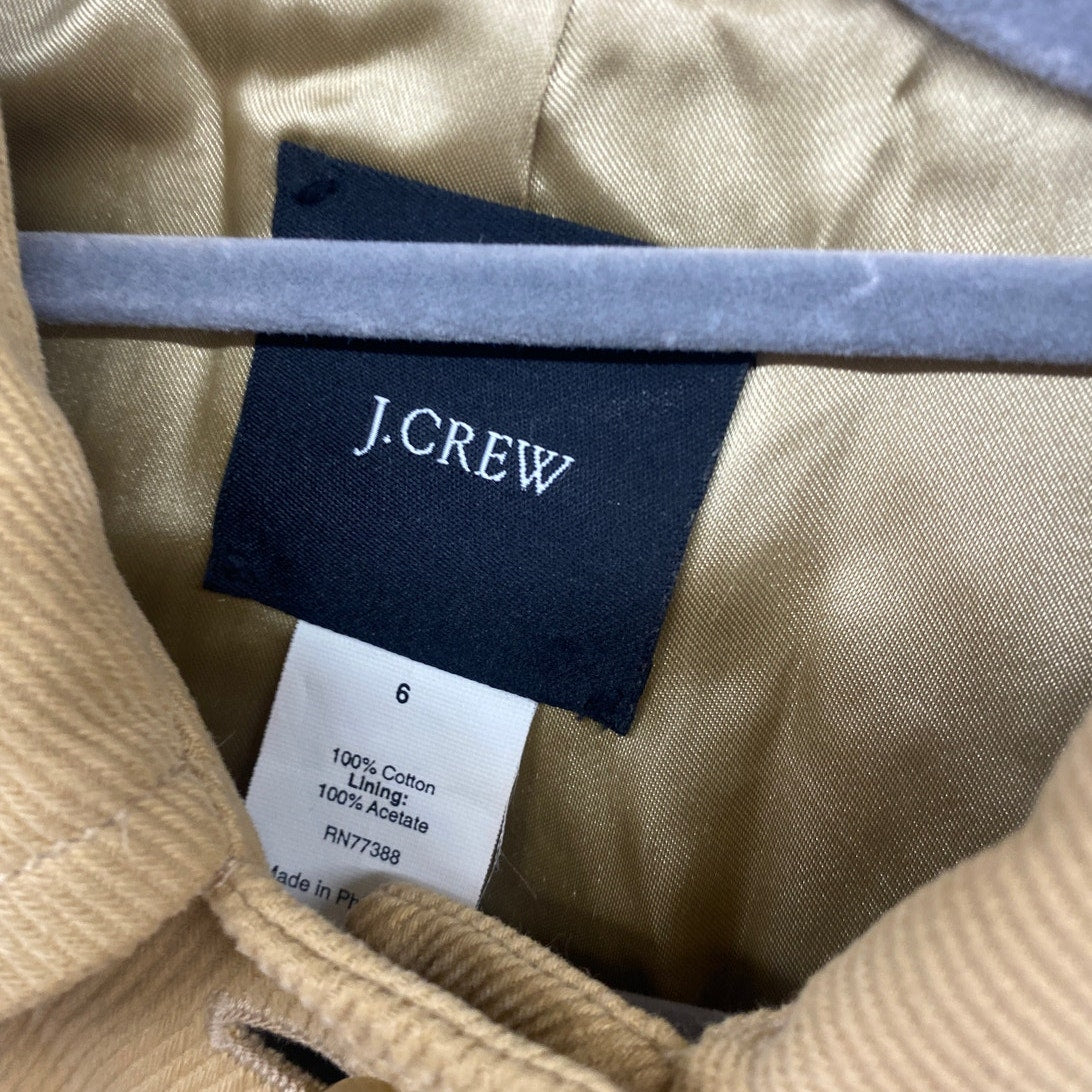 J.CREW
6
100% Cotton
Lining:
100% Acetate
RN77388
Made in